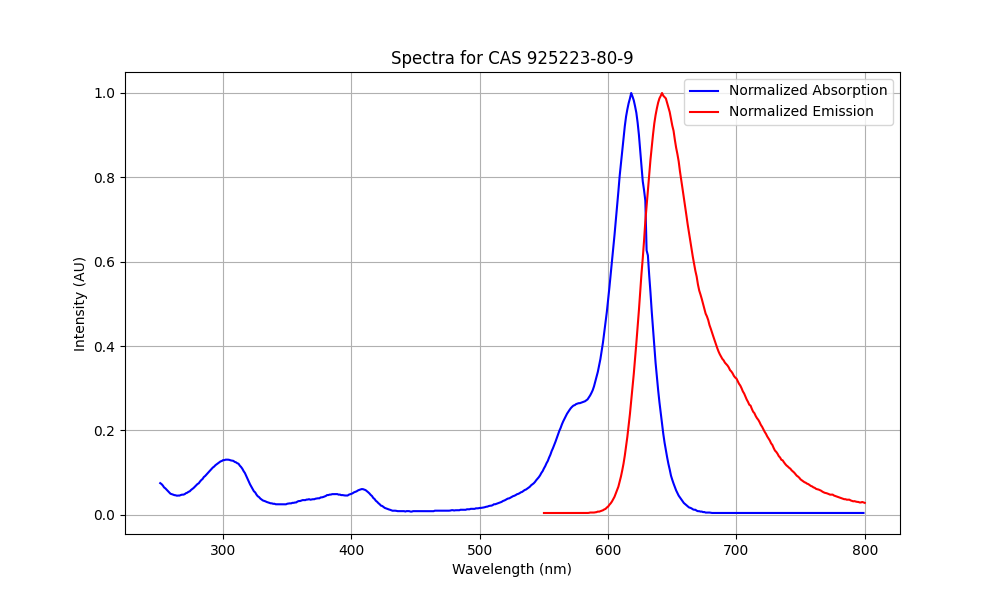 Spectra for CAS 925223-80-9
Normalized Absorption
Normalized Emission
Intensity (AU)
1.0
0.8
0.6
0.4
0.2
0.0
300 400 500 600 700 800
Wavelength (nm)